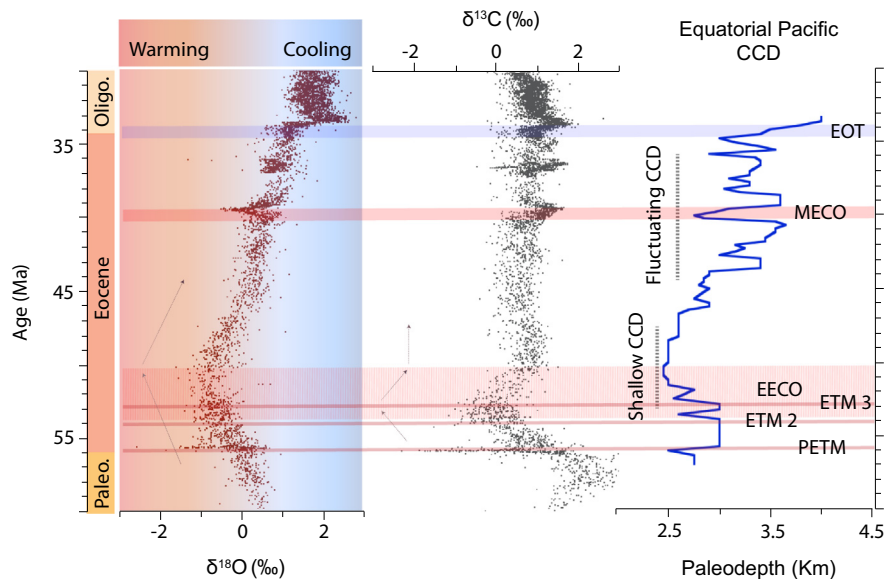 δ¹³C (‰)
Equatorial Pacific
CCD
Warming
Cooling
-2
0
2
Oligo.
Eocene
Paleo.
Age (Ma)
35
40
45
55
EOT
MECO
EECO
ETM 3
ETM 2
PETM
Fluctuating CCD
Shallow CCD
-2
0
2
δ¹⁸O (‰)
2.5
3.5
4.5
Paleodepth (Km)